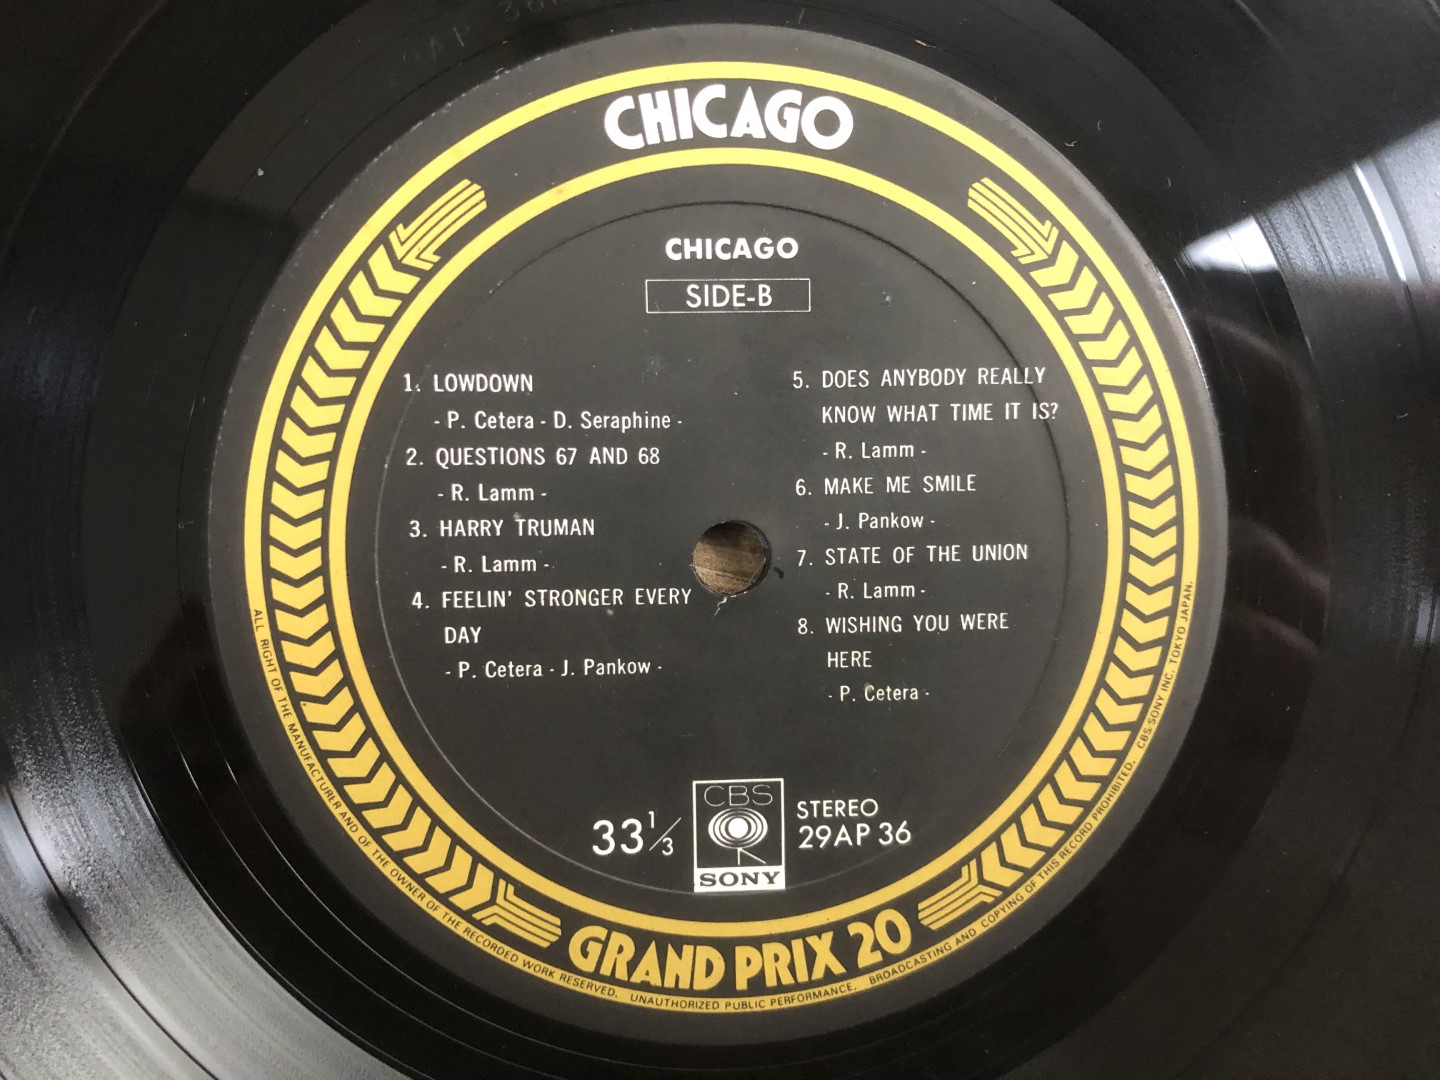 CHICAGO
CHICAGO
SIDE-B
1. LOWDOWN
- P. Cetera - D. Seraphine -
2. QUESTIONS 67 AND 68
- R. Lamm -
3. HARRY TRUMAN
- R. Lamm -
4. FEELIN' STRONGER EVERY
DAY
- P. Cetera - J. Pankow -
5. DOES ANYBODY REALLY
KNOW WHAT TIME IT IS?
- R. Lamm -
6. MAKE ME SMILE
- J. Pankow -
7. STATE OF THE UNION
- R. Lamm -
8. WISHING YOU WERE
HERE
- P. Cetera -
33 1/3
CBS
SONY
STEREO
29AP 36
GRAND PRIX 20
ALL RIGHT OF THE MANUFACTURER AND OF THE OWNER OF THE RECORDED WORK RESERVED. UNAUTHORIZED PUBLIC PERFORMANCE, BROADCASTING AND COPYING OF THIS RECORD PROHIBITED. CBS/SONY INC. TOKYO JAPAN.